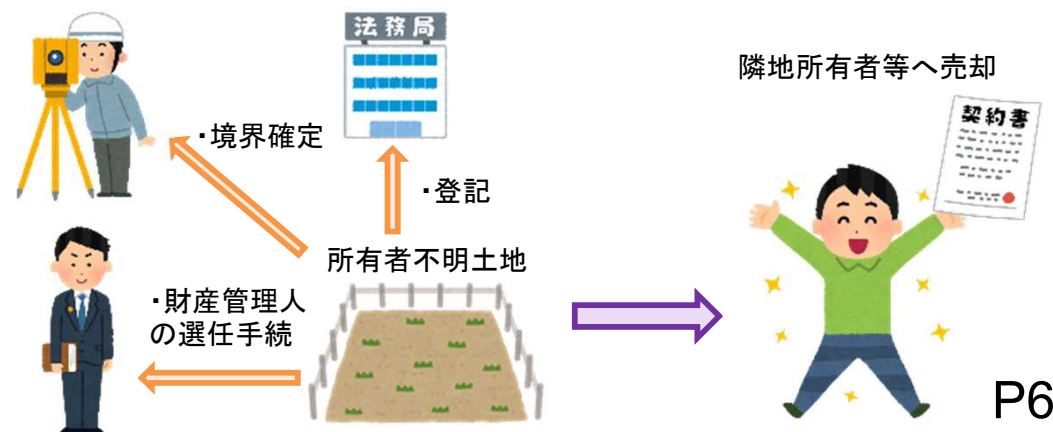 法務局
隣地所有者等へ売却
契約書
・境界確定
・登記
所有者不明土地
・財産管理人
の選任手続
P6